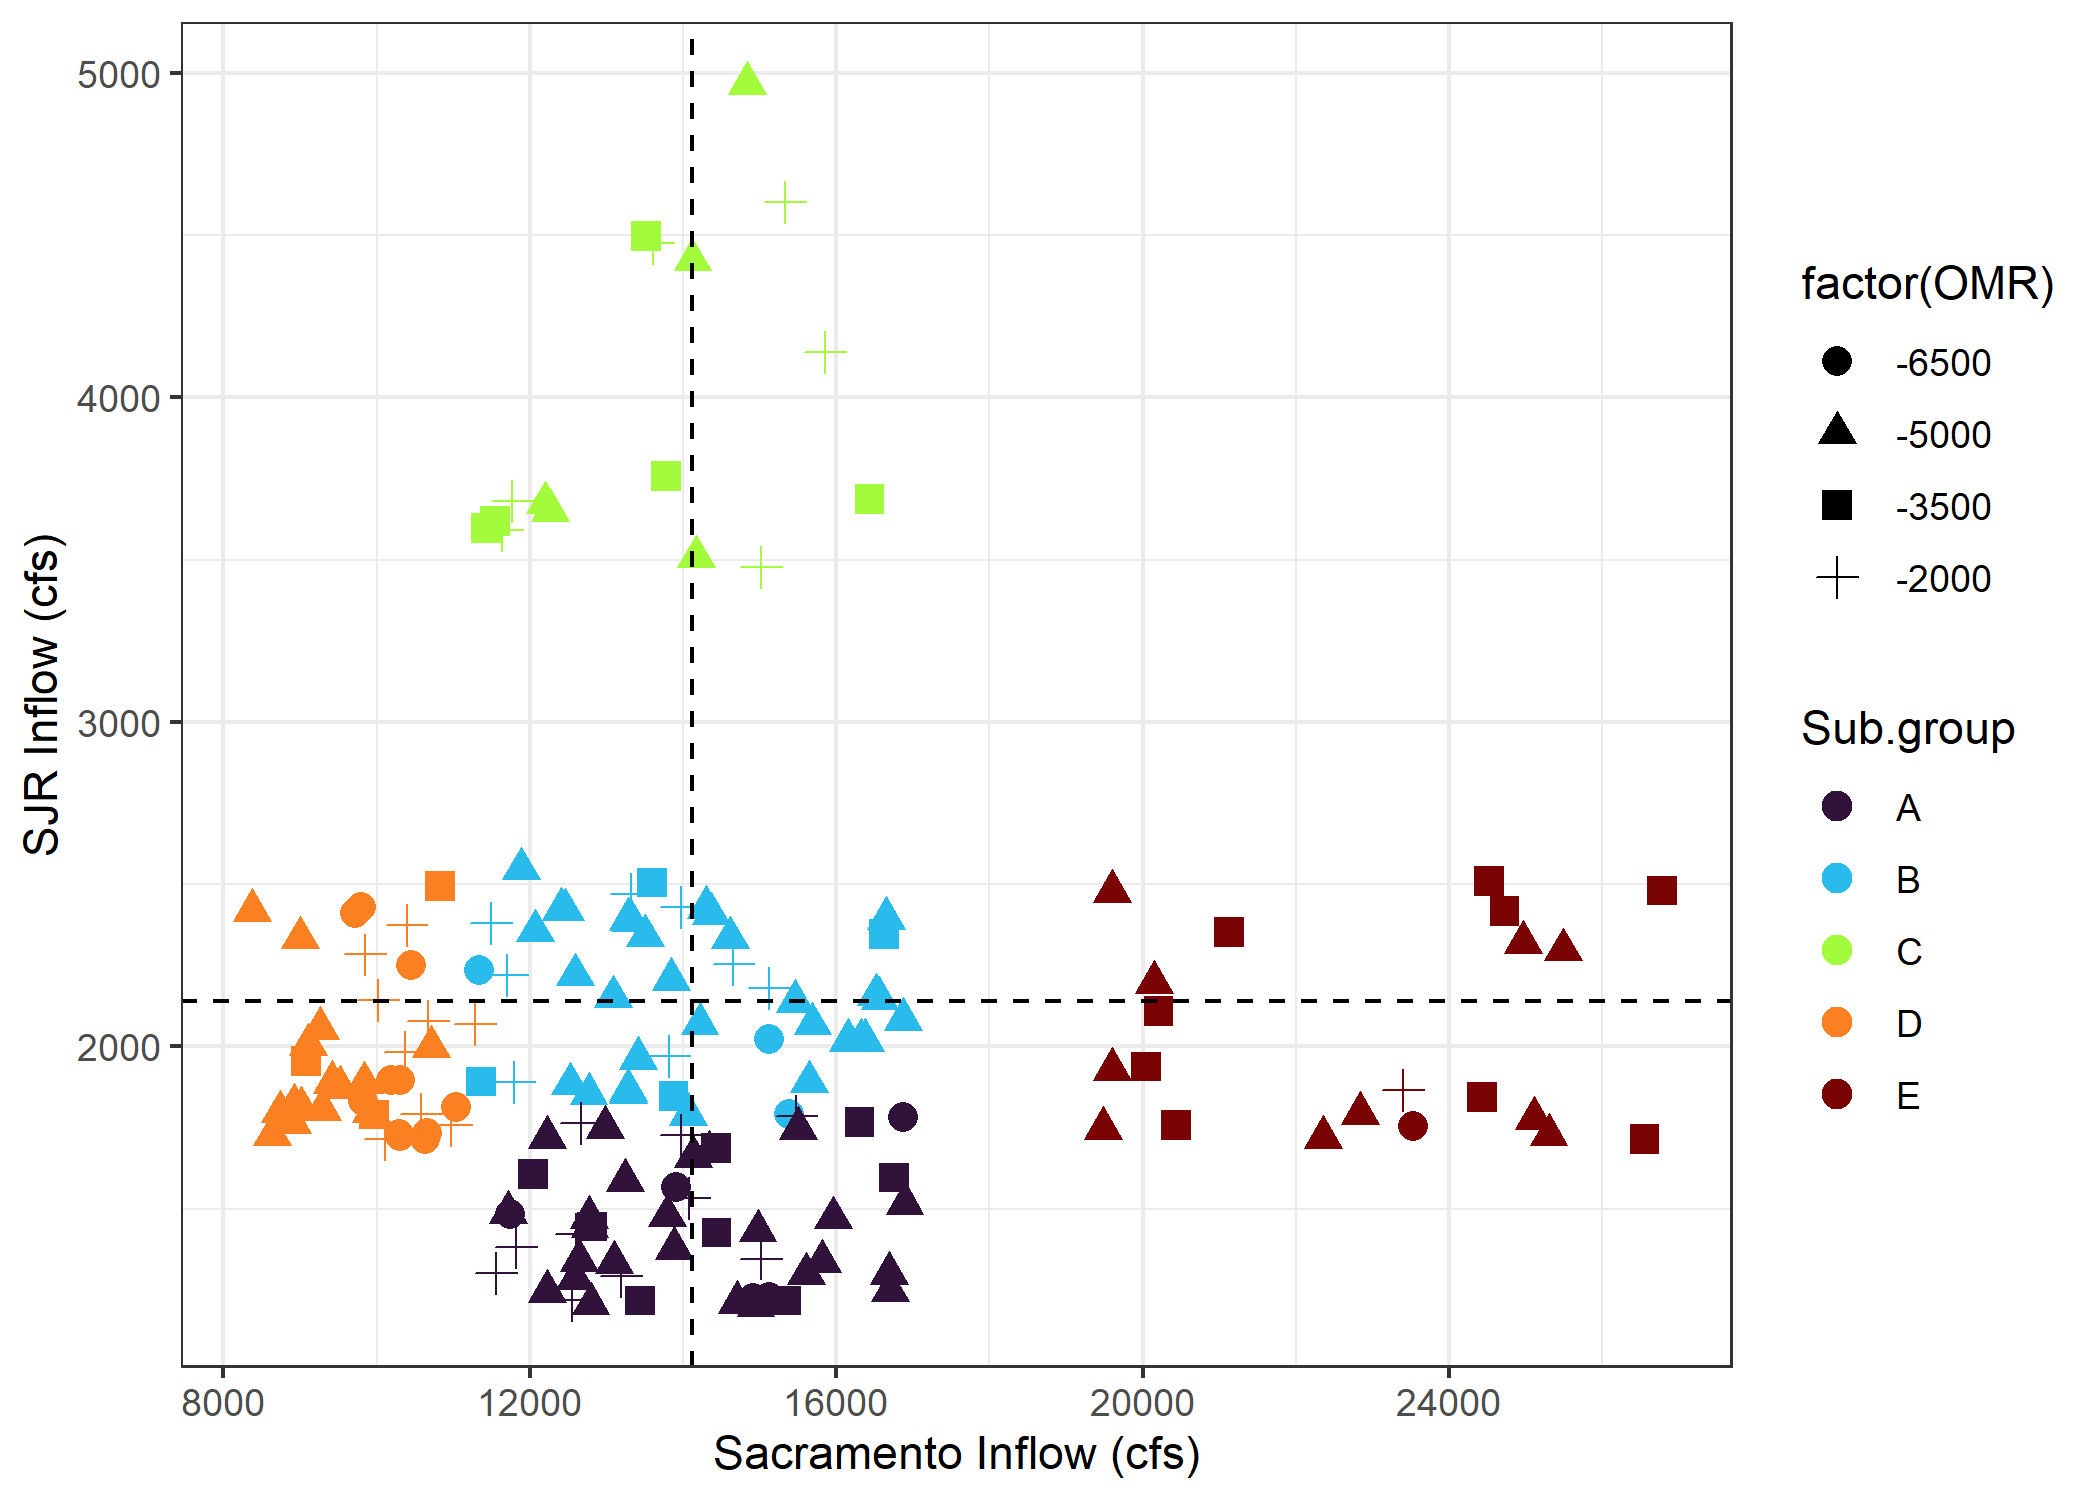 5000
4000
3000
2000
SJR Inflow (cfs)
8000
12000
16000
20000
24000
Sacramento Inflow (cfs)
factor(OMR)
-6500
-5000
-3500
-2000
Sub.group
A
B
C
D
E